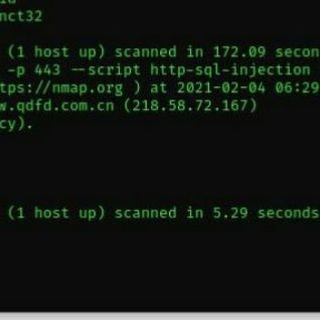 nct32
(1 host up) scanned in 172.09 secon
-p 443 --script http-sql-injection
tps://nmap.org ) at 2021-02-04 06:29
w.qdfd.com.cn (218.58.72.167)
cy).
(1 host up) scanned in 5.29 seconds